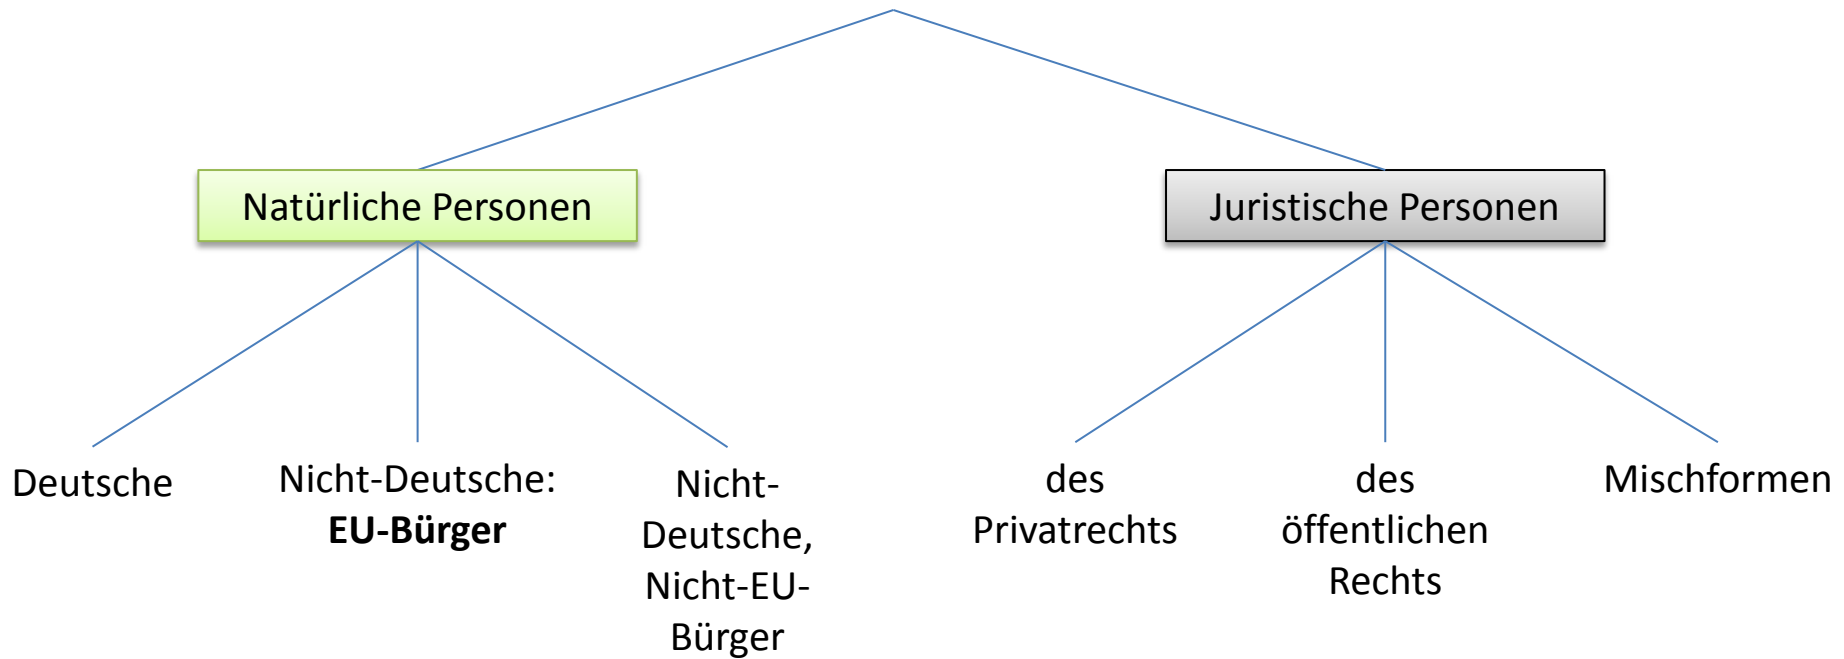 Natürliche Personen
Juristische Personen
Deutsche
Nicht-Deutsche:
EU-Bürger
Nicht-
Deutsche,
Nicht-EU-
Bürger
des
Privatrechts
des
öffentlichen
Rechts
Mischformen